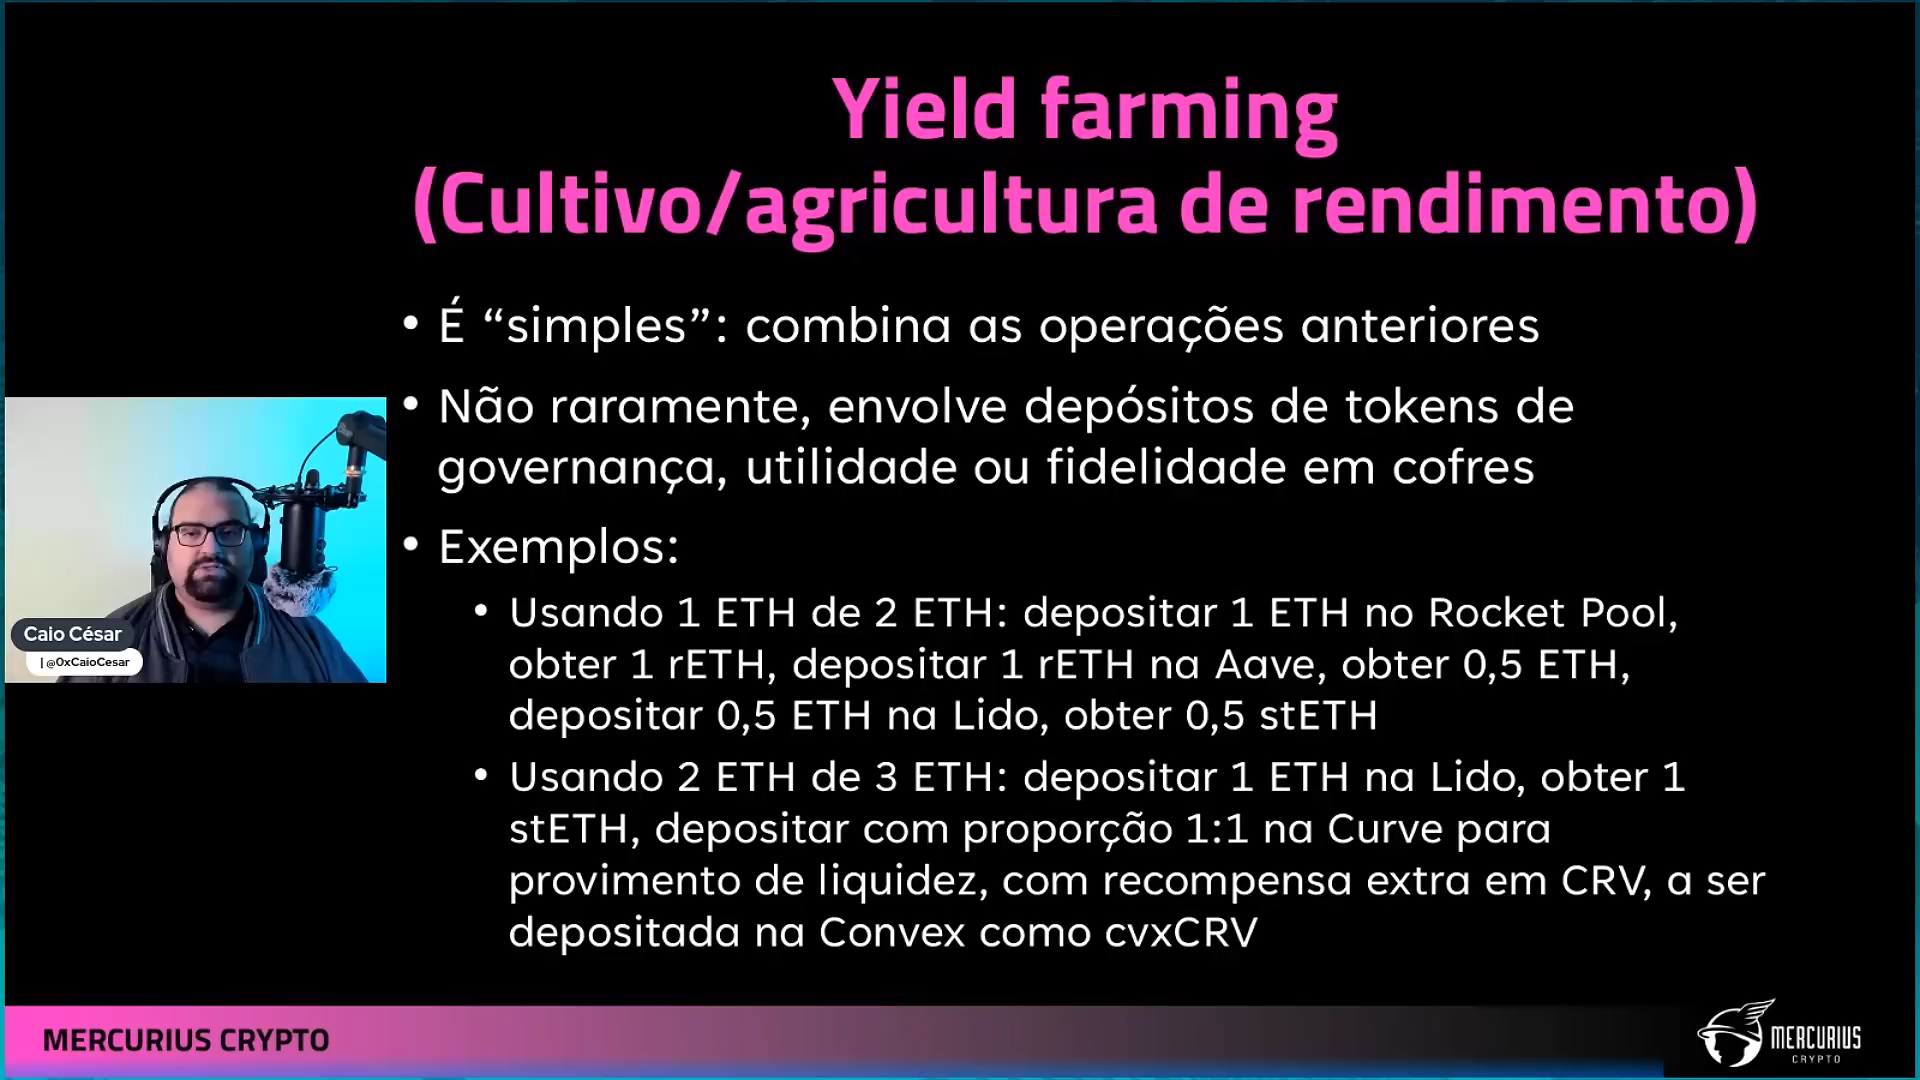 Yield farming
(Cultivo/agricultura de rendimento)
• É “simples”: combina as operações anteriores
• Não raramente, envolve depósitos de tokens de
governança, utilidade ou fidelidade em cofres
• Exemplos:
• Usando 1 ETH de 2 ETH: depositar 1 ETH no Rocket Pool,
obter 1 rETH, depositar 1 rETH na Aave, obter 0,5 ETH,
depositar 0,5 ETH na Lido, obter 0,5 stETH
• Usando 2 ETH de 3 ETH: depositar 1 ETH na Lido, obter 1
stETH, depositar com proporção 1:1 na Curve para
provimento de liquidez, com recompensa extra em CRV, a ser
depositada na Convex como cvxCRV
Caio César
| @0xCaioCesar
MERCURIUS CRYPTO
MERCURIUS
CRYPTO